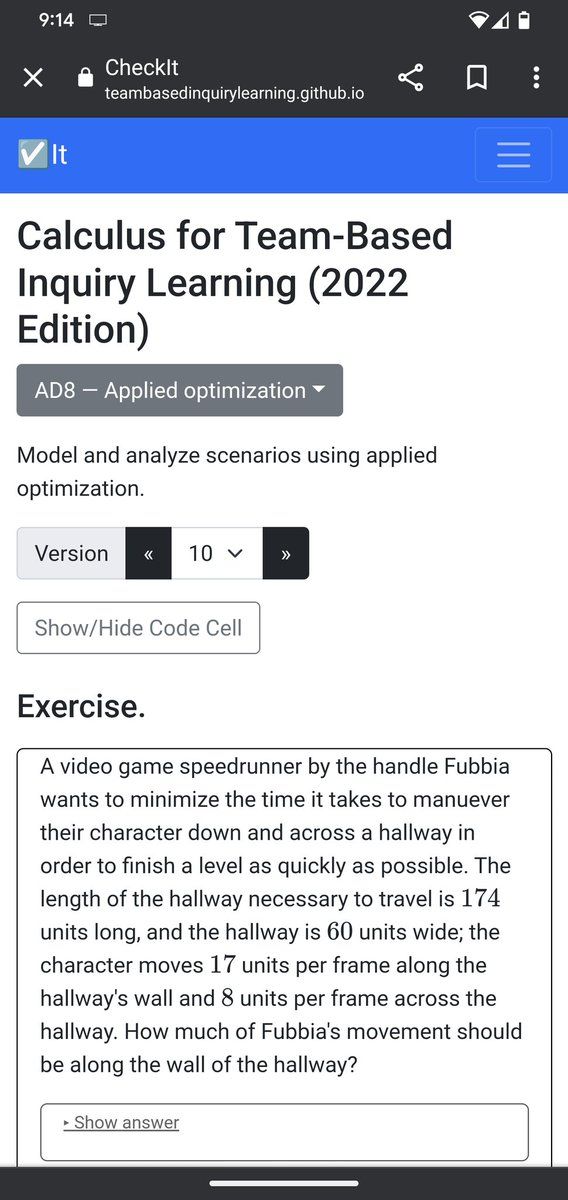 9:14
CheckIt
teambasedinquirylearning.github.io
It
Calculus for Team-Based
Inquiry Learning (2022
Edition)
AD8 — Applied optimization
Model and analyze scenarios using applied
optimization.
Version « 10 »
Show/Hide Code Cell
Exercise.
A video game speedrunner by the handle Fubbia
wants to minimize the time it takes to manuever
their character down and across a hallway in
order to finish a level as quickly as possible. The
length of the hallway necessary to travel is 174
units long, and the hallway is 60 units wide; the
character moves 17 units per frame along the
hallway's wall and 8 units per frame across the
hallway. How much of Fubbia's movement should
be along the wall of the hallway?
▸ Show answer